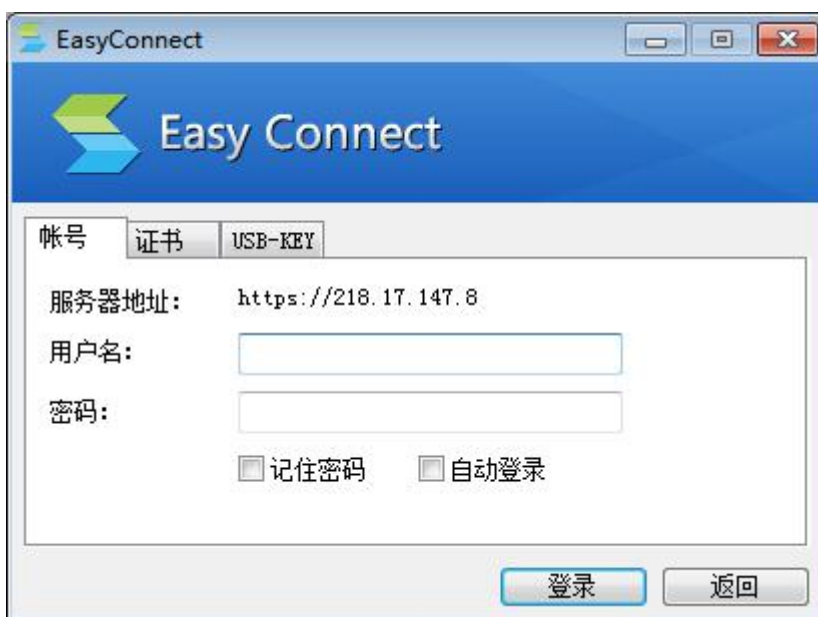 EasyConnect
Easy Connect
帐号 证书 USB-KEY
服务器地址: https://218.17.147.8
用户名:
密码:
记住密码 自动登录
登录 返回